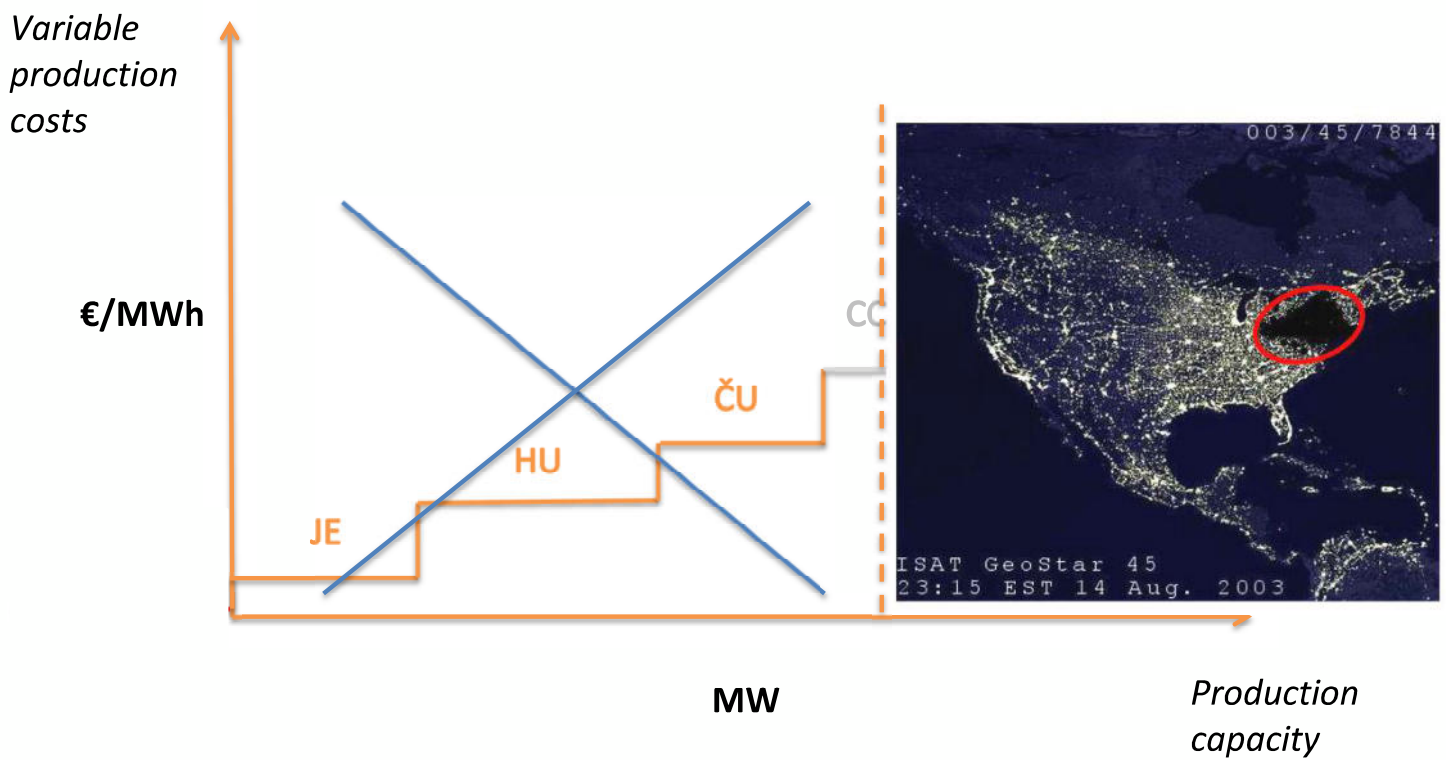 Variable
production
costs
003/45/7844
€/MWh
CC
ČU
HU
JE
ISAT GeoStar 45
23:15 EST 14 Aug. 2003
MW
Production
capacity